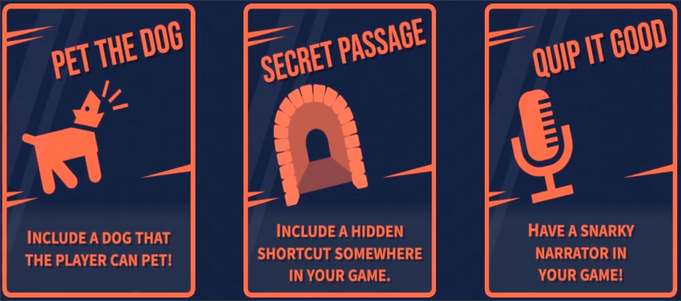 PET THE DOG
INCLUDE A DOG THAT
THE PLAYER CAN PET!
SECRET PASSAGE
INCLUDE A HIDDEN
SHORTCUT SOMEWHERE
IN YOUR GAME.
QUIP IT GOOD
HAVE A SNARKY
NARRATOR IN
YOUR GAME!